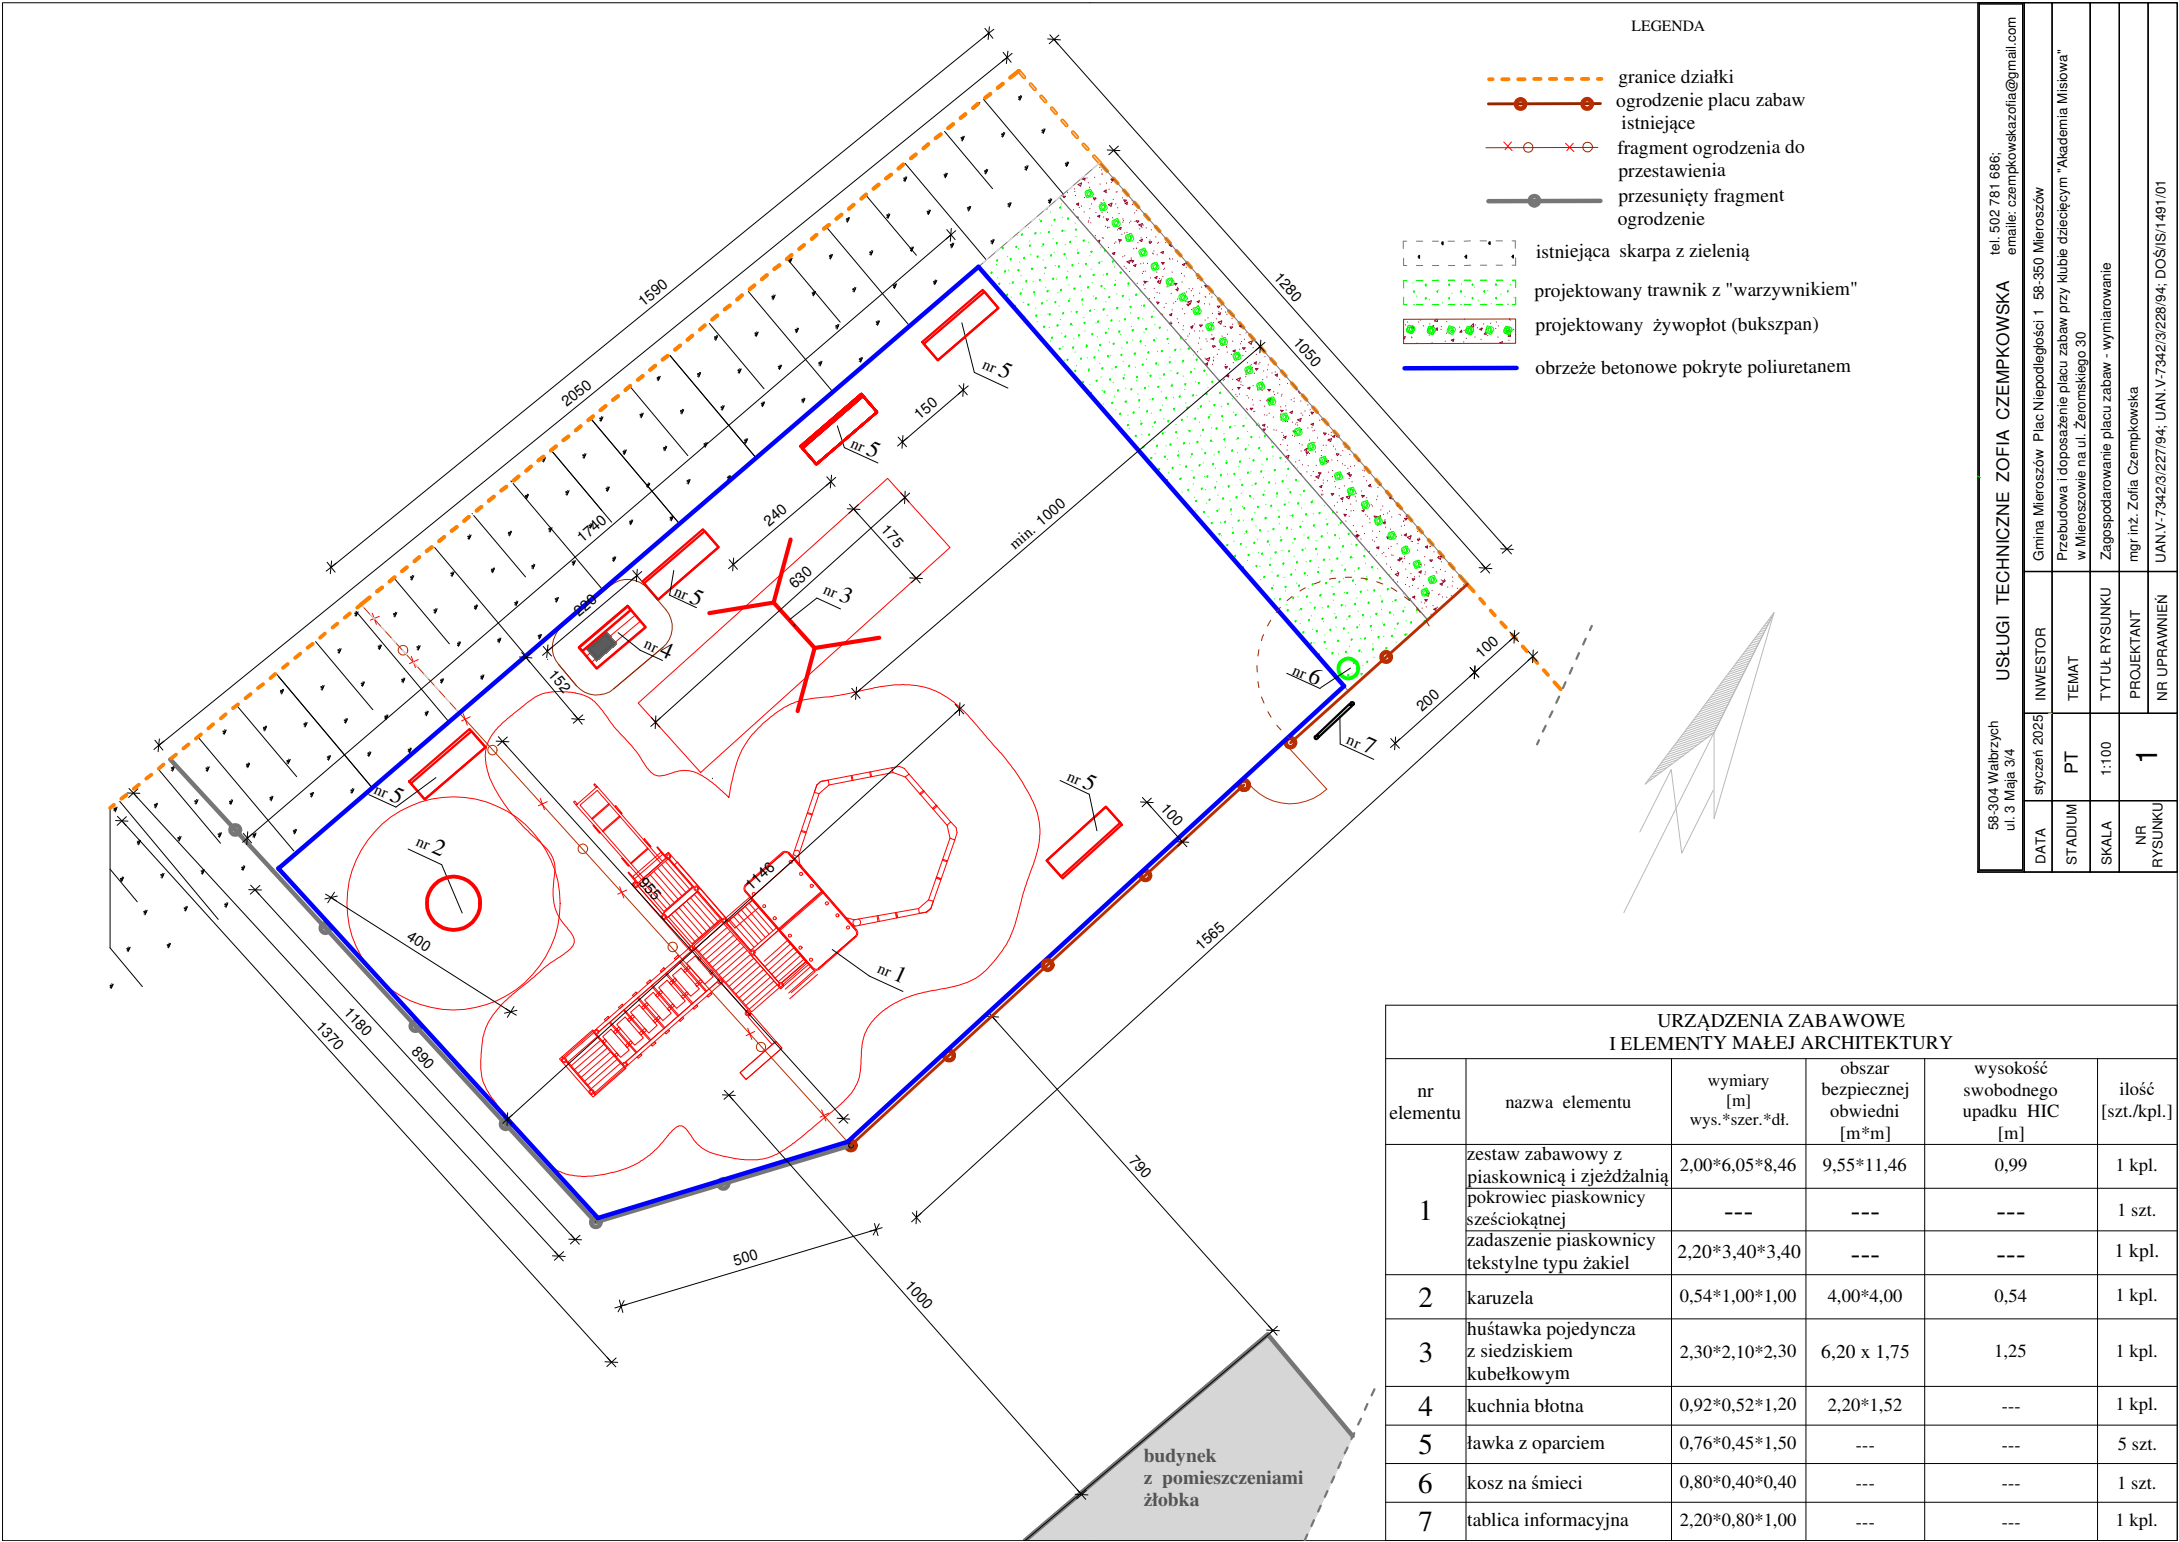 LEGENDA
granice działki
ogrodzenie placu zabaw
istniejące
fragment ogrodzenia do
przestawienia
przesunięty fragment
ogrodzenie
istniejąca skarpa z zielenią
projektowany trawnik z "warzywnikiem"
projektowany żywopłot (bukszpan)
obrzeże betonowe pokryte poliuretanem
1590
2050
1740
1280
1050
150
240
175
630
min. 1000
220
152
nr 5
nr 5
nr 5
nr 3
nr 4
nr 6
nr 7
100
200
nr 5
nr 5
100
nr 2
400
955
1146
nr 1
1565
1370
1180
890
500
1000
790
budynek
z pomieszczeniami
żłobka
58-304 Wałbrzych
ul. 3 Maja 3/4
USŁUGI TECHNICZNE ZOFIA CZEMPKOWSKA
tel. 502 781 686;
emaile: czempkowskazofia@gmail.com
DATA
styczeń 2025
INWESTOR
Gmina Mieroszów Plac Niepodległości 1 58-350 Mieroszów
STADIUM
PT
TEMAT
Przebudowa i doposażenie placu zabaw przy klubie dziecięcym "Akademia Misiowa"
w Mieroszowie na ul. Żeromskiego 30
SKALA
1:100
TYTUŁ RYSUNKU
Zagospodarowanie placu zabaw - wymiarowanie
NR
RYSUNKU
1
PROJEKTANT
mgr inż. Zofia Czempkowska
NR UPRAWNIEŃ
UAN.V-7342/3/227/94; UAN.V-7342/3/228/94; DOŚ/IS/1491/01
URZĄDZENIA ZABAWOWE
I ELEMENTY MAŁEJ ARCHITEKTURY
nr
elementu
nazwa elementu
wymiary
[m]
wys.*szer.*dł.
obszar
bezpiecznej
obwiedni
[m*m]
wysokość
swobodnego
upadku HIC
[m]
ilość
[szt./kpl.]
1
zestaw zabawowy z
piaskownicą i zjeżdżalnią
2,00*6,05*8,46
9,55*11,46
0,99
1 kpl.
pokrowiec piaskownicy
sześciokątnej
---
---
---
1 szt.
zadaszenie piaskownicy
tekstylne typu żakiel
2,20*3,40*3,40
---
---
1 kpl.
2
karuzela
0,54*1,00*1,00
4,00*4,00
0,54
1 kpl.
3
huśtawka pojedyncza
z siedziskiem
kubełkowym
2,30*2,10*2,30
6,20 x 1,75
1,25
1 kpl.
4
kuchnia błotna
0,92*0,52*1,20
2,20*1,52
---
1 kpl.
5
ławka z oparciem
0,76*0,45*1,50
---
---
5 szt.
6
kosz na śmieci
0,80*0,40*0,40
---
---
1 szt.
7
tablica informacyjna
2,20*0,80*1,00
---
---
1 kpl.